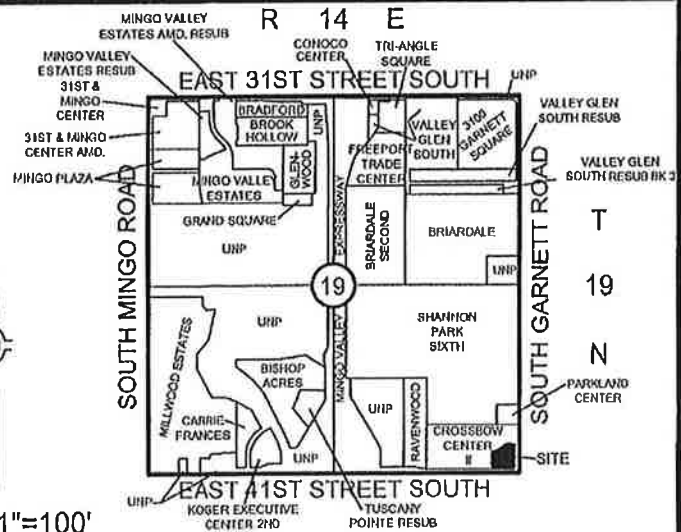 R 14 E
MINGO VALLEY
ESTATES AMD. RESUB
MINGO VALLEY
ESTATES RESUB
31ST &
MINGO
CENTER
31ST & MINGO
CENTER AMD.
MINGO PLAZA
CONOCO
CENTER
TRI-ANGLE
SQUARE
EAST 31ST STREET SOUTH
UNP
VALLEY GLEN
SOUTH RESUB
VALLEY GLEN
SOUTH RESUB BK 3
BRADFORD
BROOK
HOLLOW
UNP
GLEN-
WOOD
MINGO VALLEY
ESTATES
GRAND SQUARE
UNP
FREEPORT
TRADE
CENTER
VALLEY
GLEN
SOUTH
3100
GARNETT
SQUARE
EXPRESSWAY
BRIARDALE
SECOND
BRIARDALE
UNP
SOUTH MINGO ROAD
SOUTH GARNETT ROAD
T
19
N
19
MILLWOOD ESTATES
UNP
MINGO VALLEY
SHANNON
PARK
SIXTH
BISHOP
ACRES
CARRIE
FRANCES
UNP
UNP
RAVENWOOD
PARKLAND
CENTER
CROSSBOW
CENTER
II
SITE
UNP
EAST 41ST STREET SOUTH
KOGER EXECUTIVE
CENTER 2ND
TUSCANY
POINTE RESUB
1"=100'